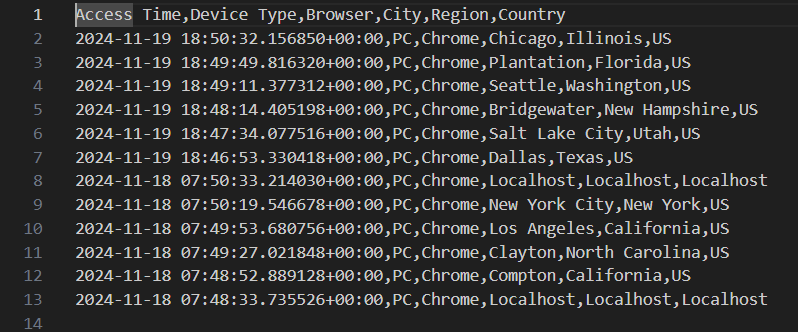 1 Access Time,Device Type,Browser,City,Region,Country
2 2024-11-19 18:50:32.156850+00:00,PC,Chrome,Chicago,Illinois,US
3 2024-11-19 18:49:49.816320+00:00,PC,Chrome,Plantation,Florida,US
4 2024-11-19 18:49:11.377312+00:00,PC,Chrome,Seattle,Washington,US
5 2024-11-19 18:48:14.405198+00:00,PC,Chrome,Bridgewater,New Hampshire,US
6 2024-11-19 18:47:34.077516+00:00,PC,Chrome,Salt Lake City,Utah,US
7 2024-11-19 18:46:53.330418+00:00,PC,Chrome,Dallas,Texas,US
8 2024-11-18 07:50:33.214030+00:00,PC,Chrome,Localhost,Localhost,Localhost
9 2024-11-18 07:50:19.546678+00:00,PC,Chrome,New York City,New York,US
10 2024-11-18 07:49:53.680756+00:00,PC,Chrome,Los Angeles,California,US
11 2024-11-18 07:49:27.021848+00:00,PC,Chrome,Clayton,North Carolina,US
12 2024-11-18 07:48:52.889128+00:00,PC,Chrome,Compton,California,US
13 2024-11-18 07:48:33.735526+00:00,PC,Chrome,Localhost,Localhost,Localhost
14